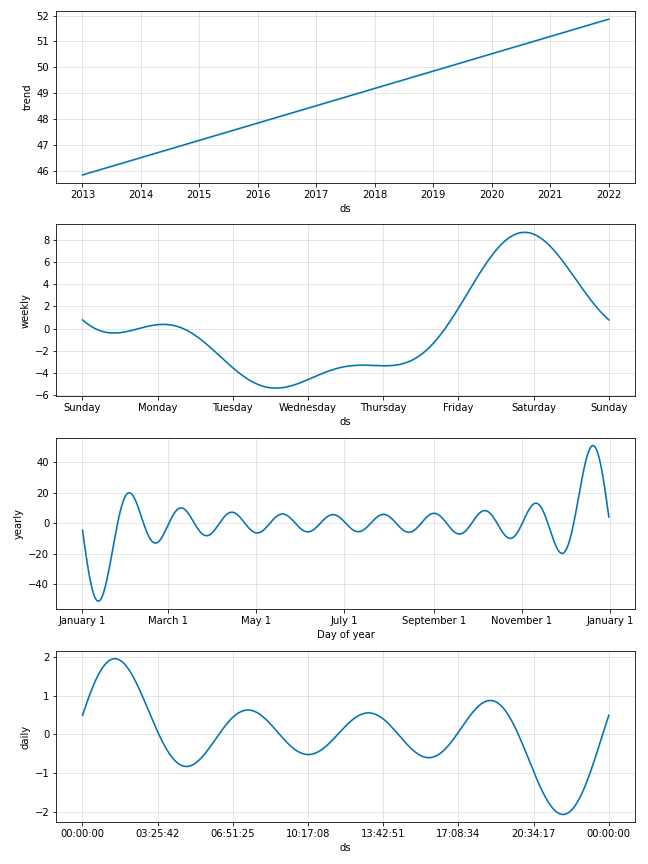 52
51
50
49
48
47
46
trend
2013 2014 2015 2016 2017 2018 2019 2020 2021 2022
ds
8
6
4
2
0
−2
−4
−6
weekly
Sunday Monday Tuesday Wednesday Thursday Friday Saturday Sunday
ds
40
20
0
−20
−40
yearly
January 1 March 1 May 1 July 1 September 1 November 1 January 1
Day of year
2
1
0
−1
−2
daily
00:00:00 03:25:42 06:51:25 10:17:08 13:42:51 17:08:34 20:34:17 00:00:00
ds